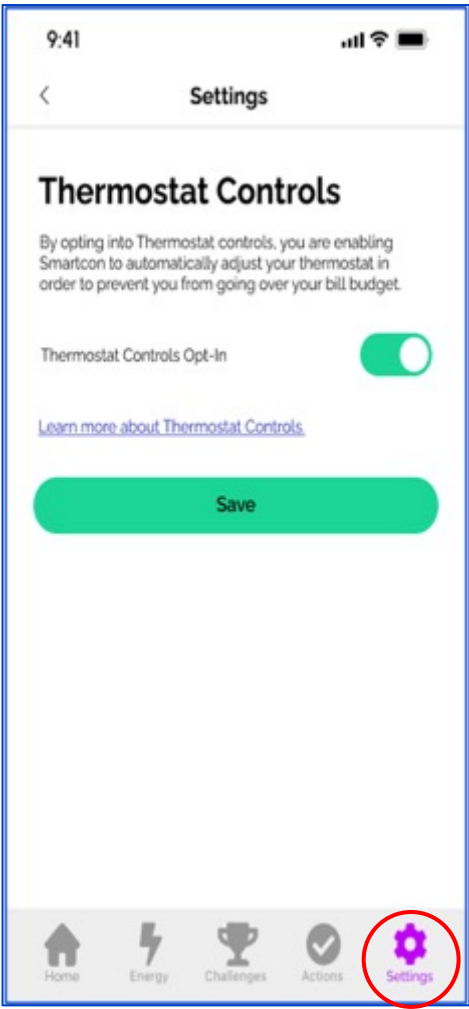 9:41
Settings
Thermostat Controls
By opting into Thermostat controls, you are enabling
Smartcon to automatically adjust your thermostat in
order to prevent you from going over your bill budget.
Thermostat Controls Opt-In
Learn more about Thermostat Controls.
Save
Home Energy Challenges Actions Settings